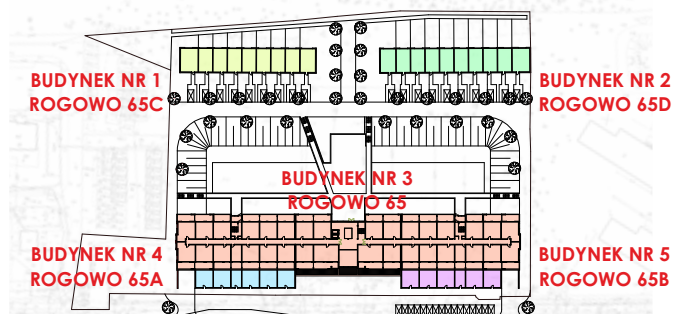 BUDYNEK NR 1
ROGOWO 65C
BUDYNEK NR 2
ROGOWO 65D
BUDYNEK NR 3
ROGOWO 65
BUDYNEK NR 4
ROGOWO 65A
BUDYNEK NR 5
ROGOWO 65B